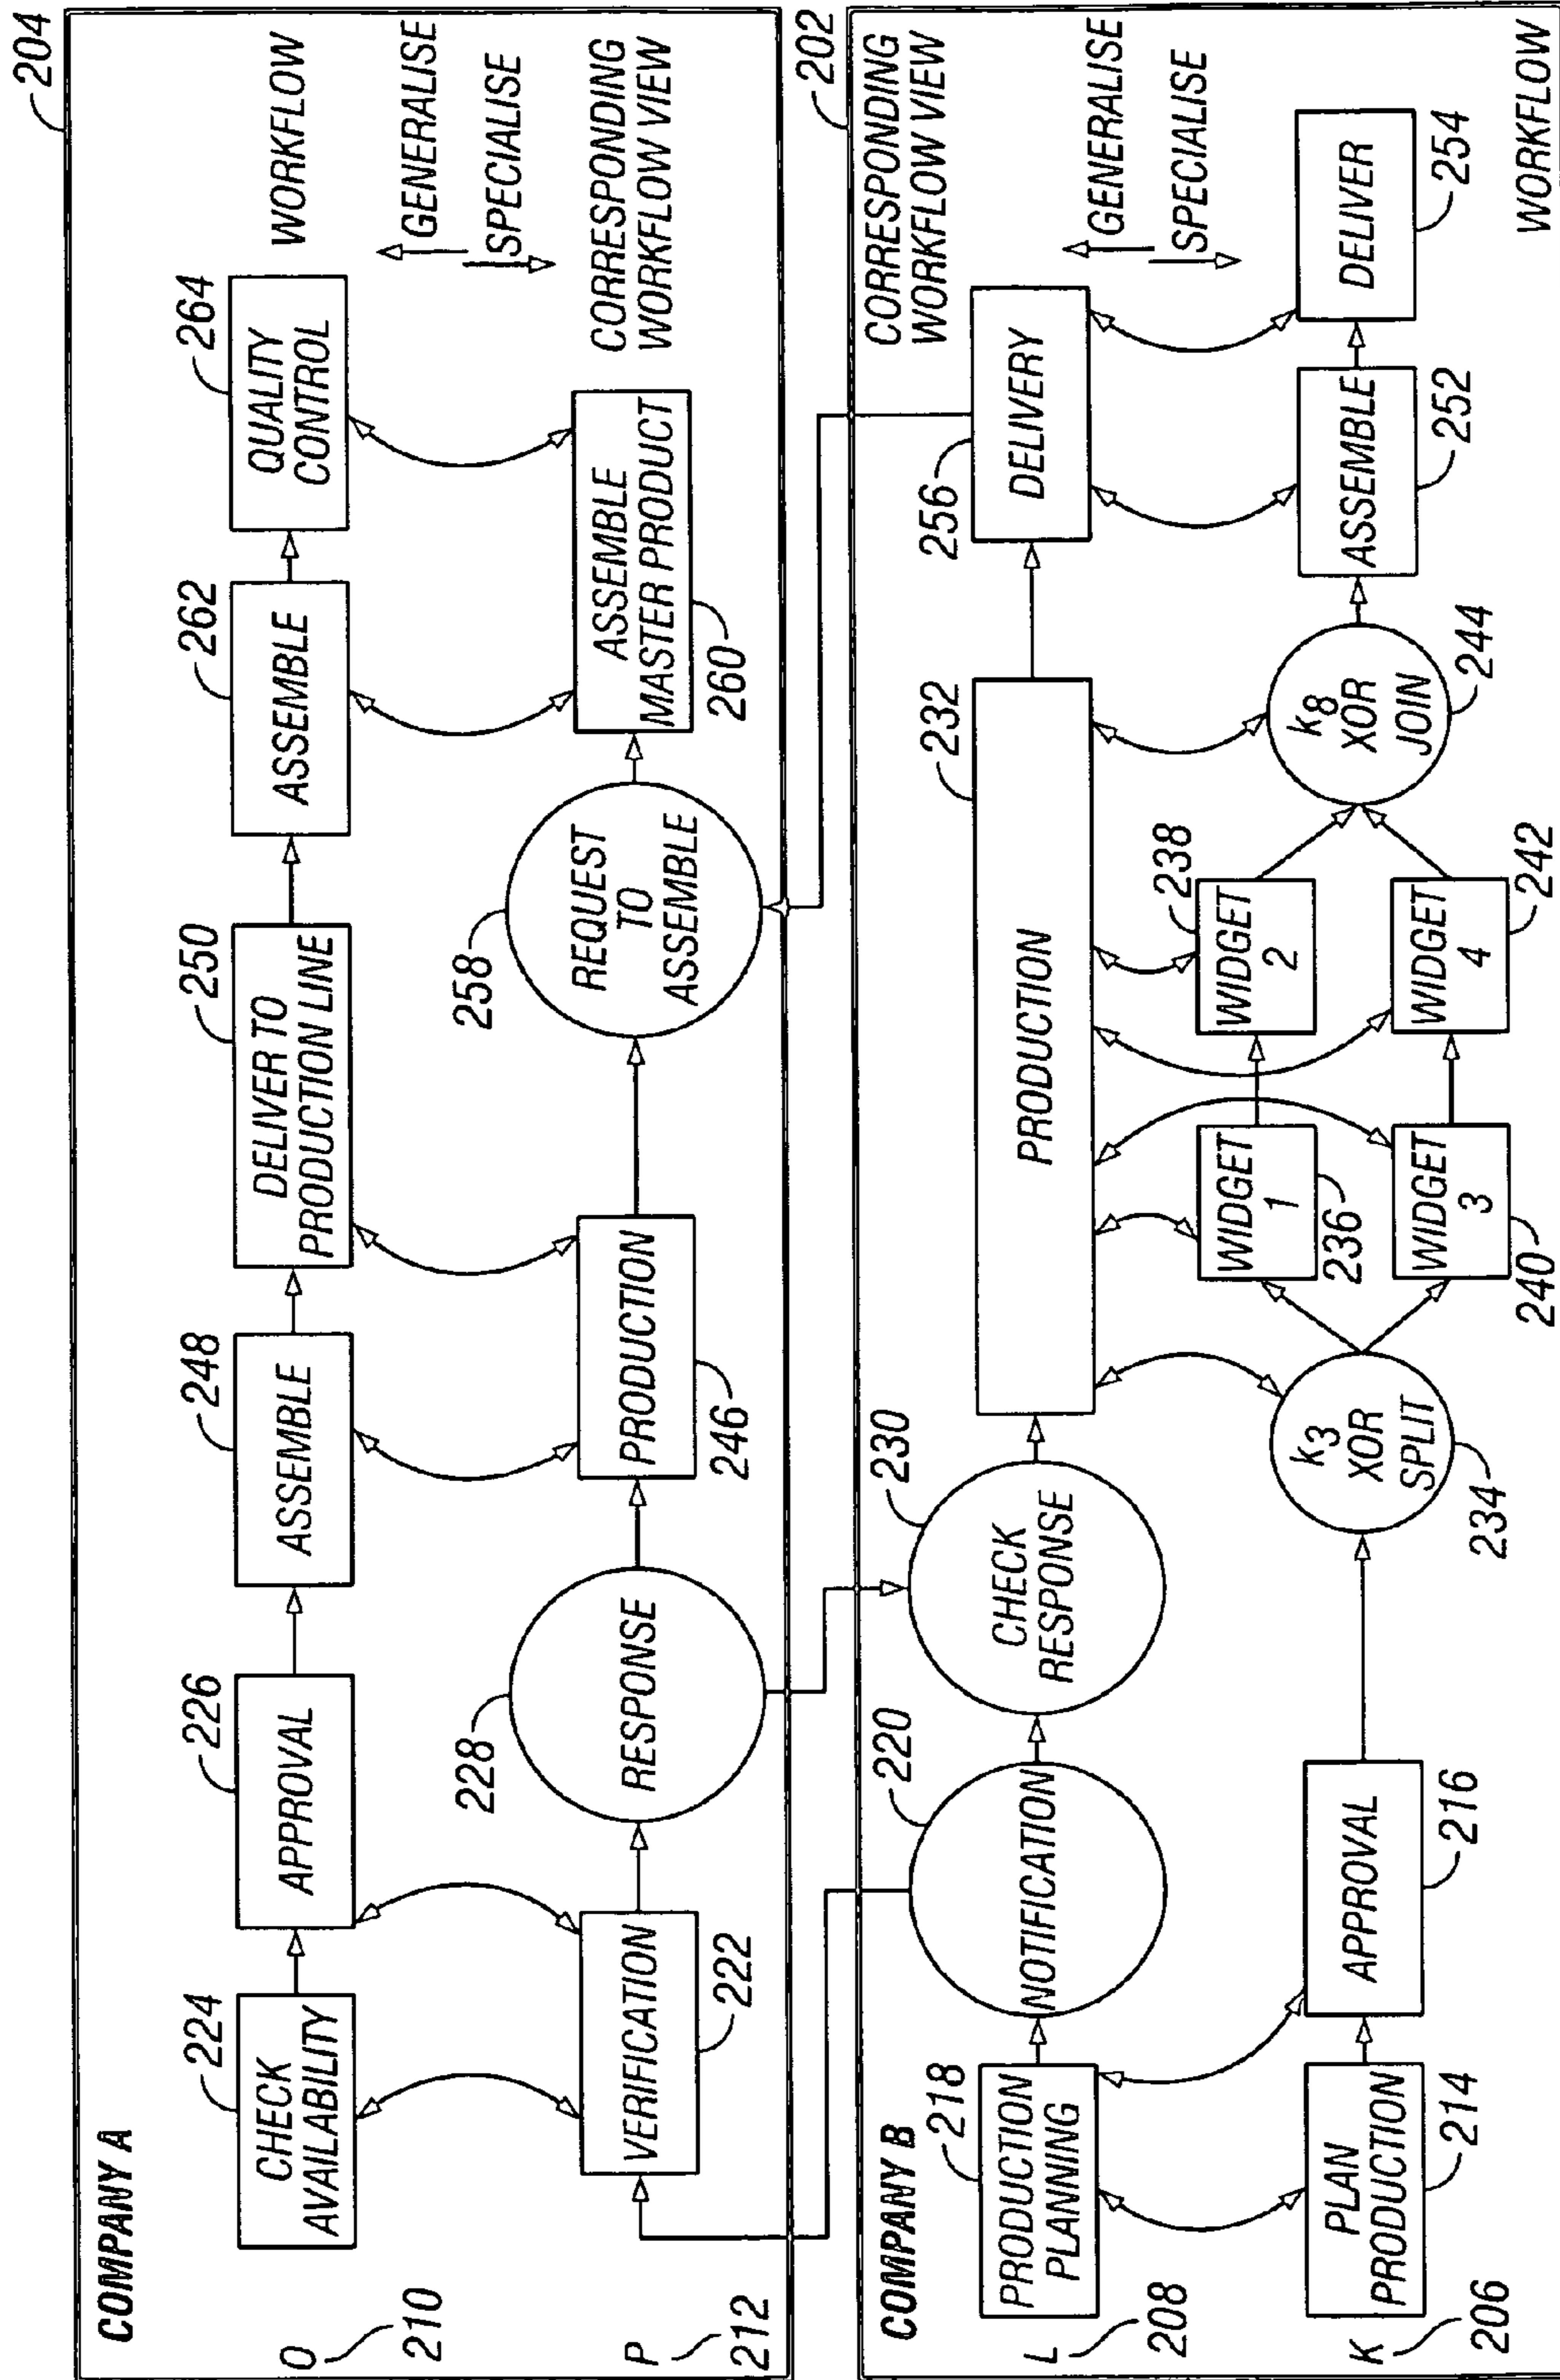 204
COMPANY A
O
210
224
CHECK
AVAILABILITY
226
APPROVAL
248
ASSEMBLE
250
DELIVER TO
PRODUCTION LINE
262
ASSEMBLE
264
QUALITY
CONTROL
WORKFLOW
GENERALISE
SPECIALISE
P
212
VERIFICATION
222
228
RESPONSE
PRODUCTION
246
258
REQUEST
TO
ASSEMBLE
ASSEMBLE
MASTER PRODUCT
260
CORRESPONDING
WORKFLOW VIEW
202
COMPANY B
L
208
218
PRODUCTION
PLANNING
220
NOTIFICATION
230
CHECK
RESPONSE
232
PRODUCTION
256
DELIVERY
CORRESPONDING
WORKFLOW VIEW
GENERALISE
SPECIALISE
K
206
PLAN
PRODUCTION
214
APPROVAL
216
k3
XOR
SPLIT
234
WIDGET
1
236
238
WIDGET
2
WIDGET
3
240
WIDGET
4
242
k8
XOR
JOIN
244
ASSEMBLE
252
DELIVER
254
WORKFLOW